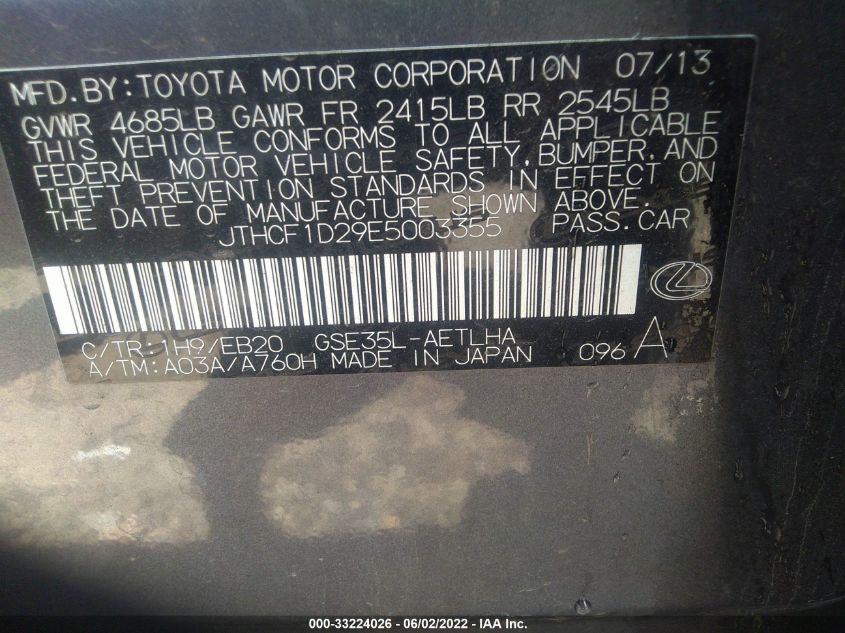 MFD.BY:TOYOTA MOTOR CORPORATION 07/13
GVWR 4685LB GAWR FR 2415LB RR 2545LB
THIS VEHICLE CONFORMS TO ALL APPLICABLE
FEDERAL MOTOR VEHICLE SAFETY,BUMPER,AND
THEFT PREVENTION STANDARDS IN EFFECT ON
THE DATE OF MANUFACTURE SHOWN ABOVE.
JTHCF1D29E5003355 PASS.CAR
C/TR:1H9/EB20 GSE35L-AETLHA
A/TM:A03A/A760H MADE IN JAPAN 096 A
000-33224026 - 06/02/2022 - IAA Inc.